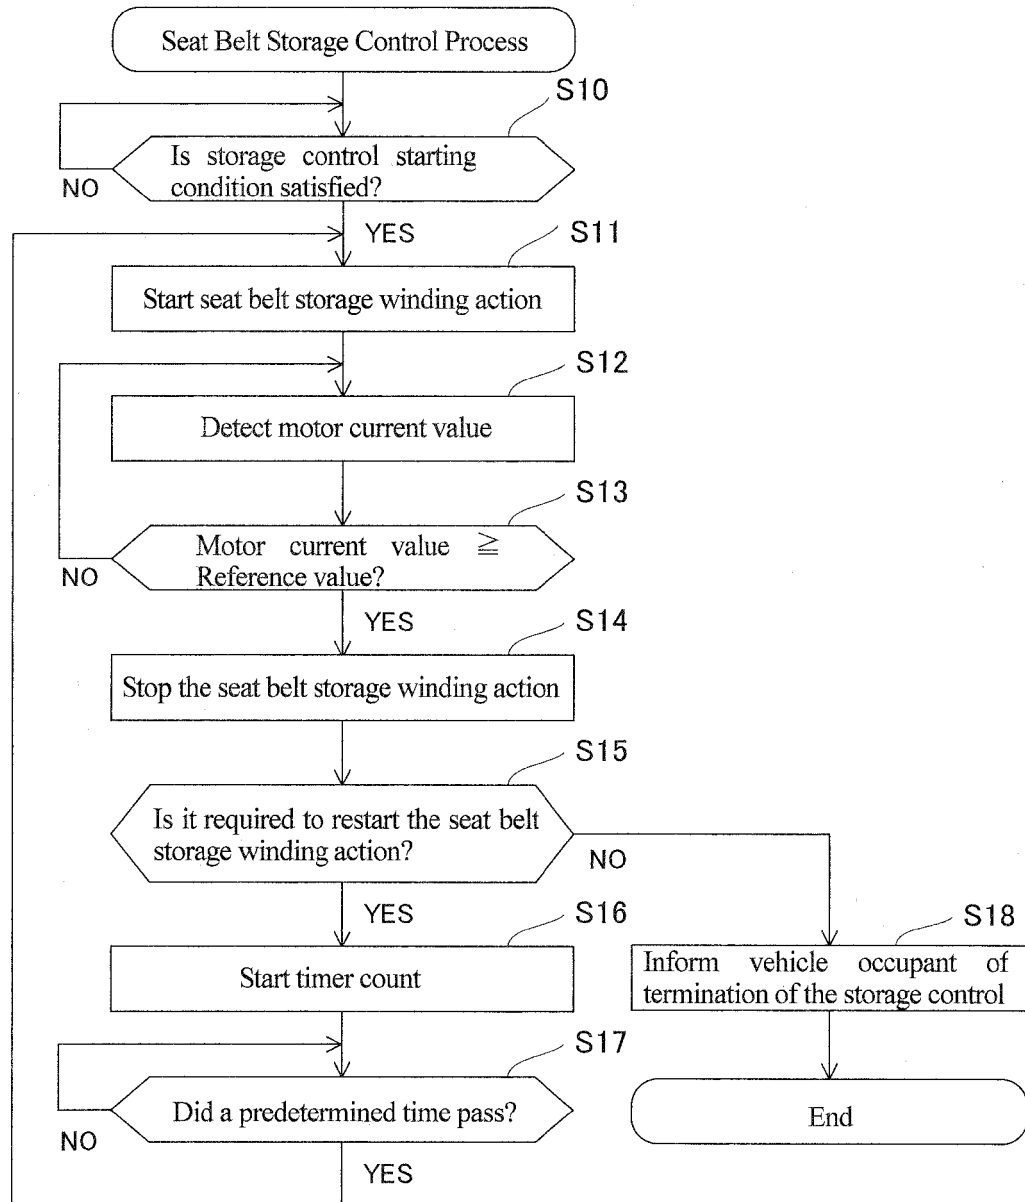 Seat Belt Storage Control Process
S10
Is storage control starting
condition satisfied?
NO
YES
S11
Start seat belt storage winding action
S12
Detect motor current value
S13
Motor current value ≧
Reference value?
NO
YES
S14
Stop the seat belt storage winding action
S15
Is it required to restart the seat belt
storage winding action?
NO
YES
S16
Start timer count
S18
Inform vehicle occupant of
termination of the storage control
S17
Did a predetermined time pass?
NO
YES
End